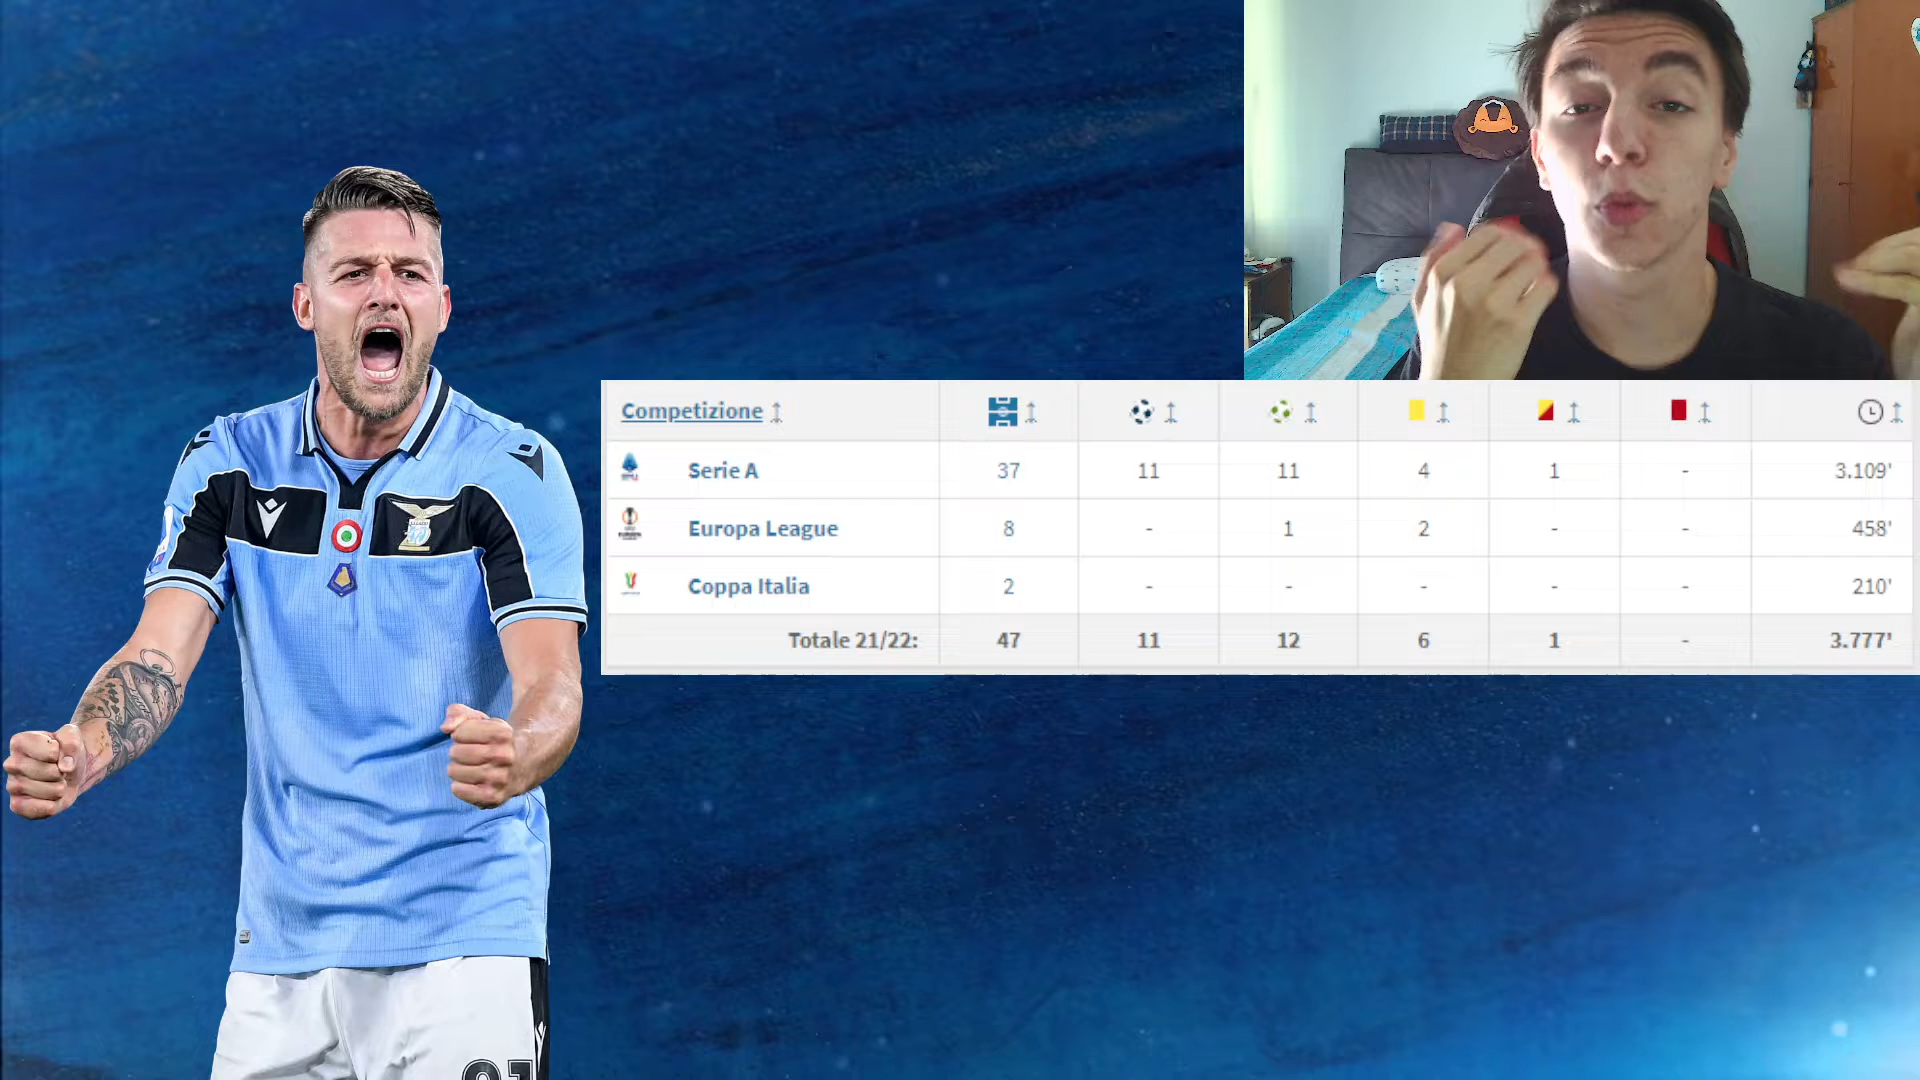 Competizione
Serie A 37 11 11 4 1 - 3.109'
Europa League 8 - 1 2 - - 458'
Coppa Italia 2 - - - - - 210'
Totale 21/22: 47 11 12 6 1 - 3.777'